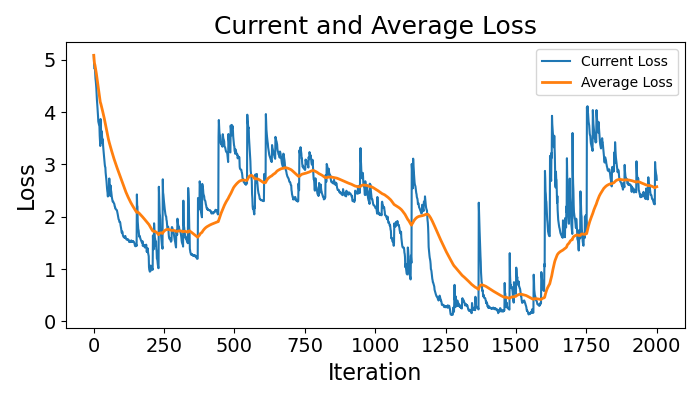 Current and Average Loss
Current Loss
Average Loss
Loss
5
4
3
2
1
0
0 250 500 750 1000 1250 1500 1750 2000
Iteration